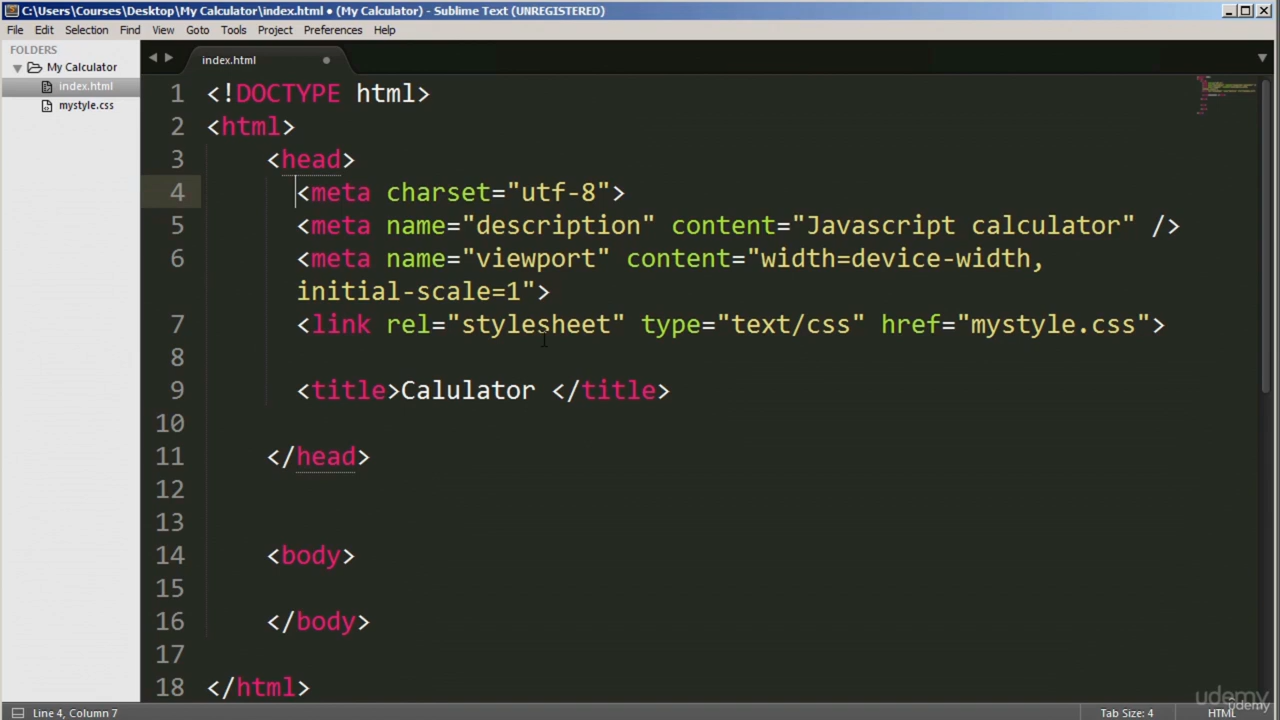 C:\Users\Courses\Desktop\My Calculator\index.html • (My Calculator) - Sublime Text (UNREGISTERED)
File Edit Selection Find View Goto Tools Project Preferences Help
FOLDERS
My Calculator
index.html
mystyle.css
index.html
1 <!DOCTYPE html>
2 <html>
3 <head>
4 <meta charset="utf-8">
5 <meta name="description" content="Javascript calculator" />
6 <meta name="viewport" content="width=device-width,
initial-scale=1">
7 <link rel="stylesheet" type="text/css" href="mystyle.css">
8
9 <title>Calulator </title>
10
11 </head>
12
13
14 <body>
15
16 </body>
17
18 </html>
Line 4, Column 7
Tab Size: 4
HTML
udemy
udemy